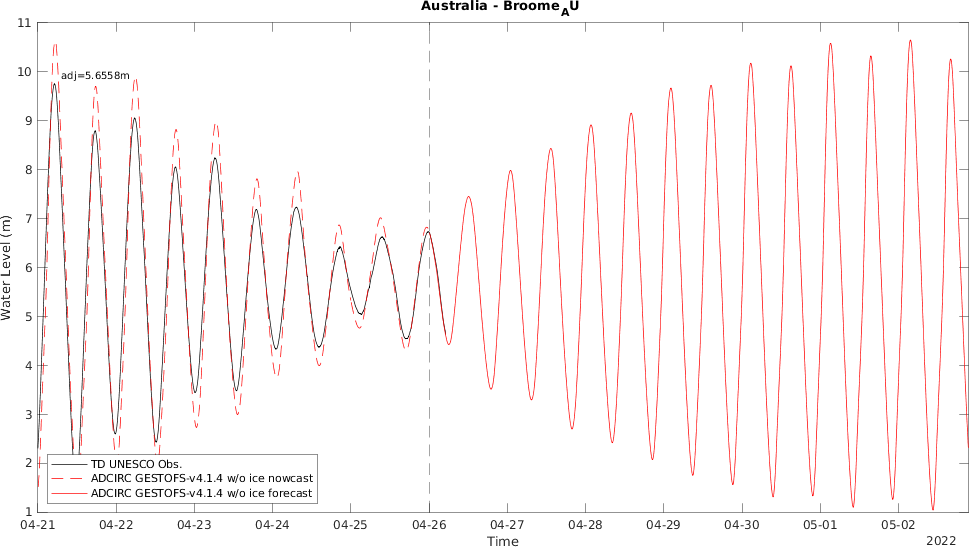 Australia - Broome_AU
11
10
9
8
7
6
5
4
3
2
1
Water Level (m)
adj=5.6558m
TD UNESCO Obs.
ADCIRC GESTOFS-v4.1.4 w/o ice nowcast
ADCIRC GESTOFS-v4.1.4 w/o ice forecast
04-21 04-22 04-23 04-24 04-25 04-26 04-27 04-28 04-29 04-30 05-01 05-02
Time
2022